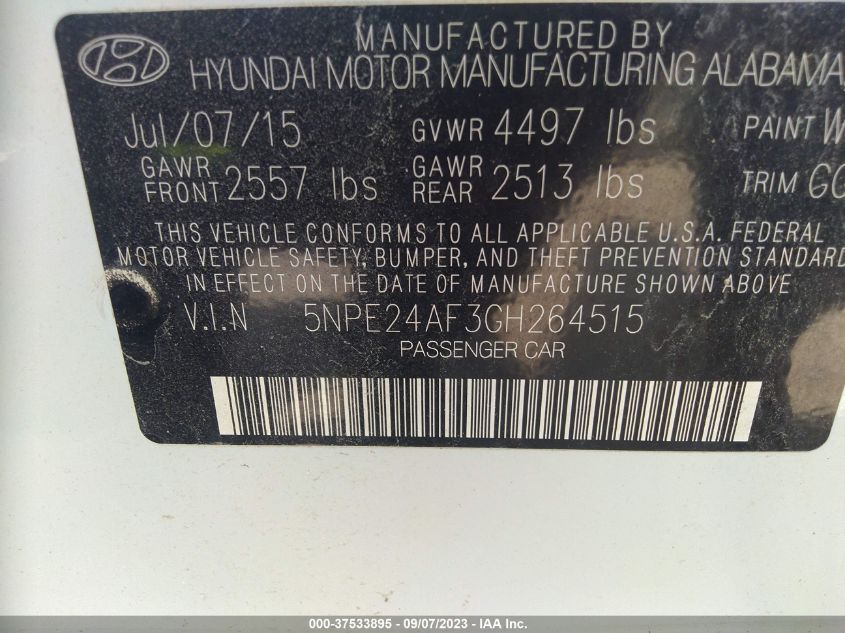 MANUFACTURED BY
HYUNDAI MOTOR MANUFACTURING ALABAMA,
Jul/07/15 GVWR 4497 lbs PAINT W
GAWR FRONT 2557 lbs GAWR REAR 2513 lbs TRIM GO
THIS VEHICLE CONFORMS TO ALL APPLICABLE U.S.A. FEDERAL
MOTOR VEHICLE SAFETY, BUMPER, AND THEFT PREVENTION STANDARD
IN EFFECT ON THE DATE OF MANUFACTURE SHOWN ABOVE
V.I.N 5NPE24AF3GH264515
PASSENGER CAR
000-37533895 - 09/07/2023 - IAA Inc.